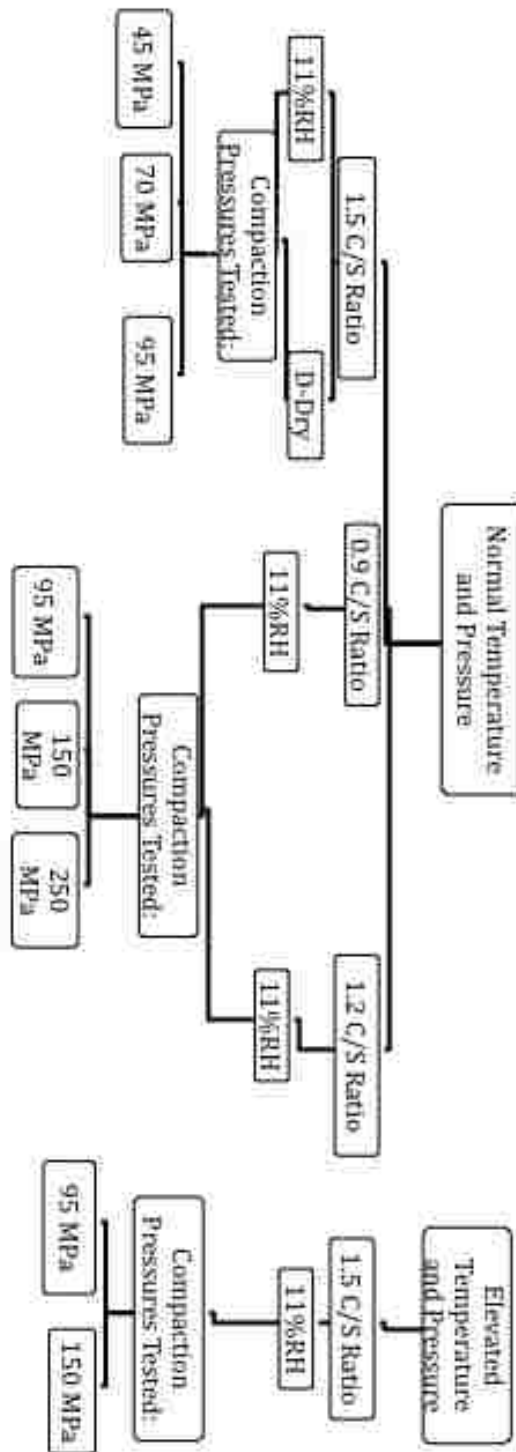 Normal Temperature
and Pressure
1.5 C/S Ratio
0.9 C/S Ratio
1.2 C/S Ratio
11%RH
D-Dry
11%RH
11%RH
Compaction
Pressures Tested:
45 MPa
70 MPa
95 MPa
Compaction
Pressures Tested:
95 MPa
150
MPa
250
MPa
Elevated
Temperature
and Pressure
1.5 C/S Ratio
11%RH
Compaction
Pressures Tested:
95 MPa
150 MPa